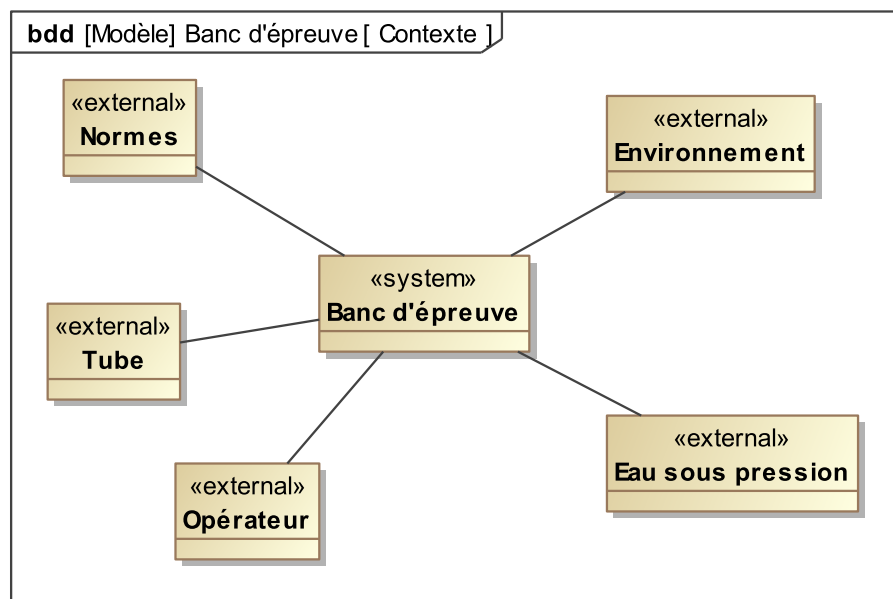 bdd [Modèle] Banc d'épreuve [ Contexte ]
«external»
Normes
«external»
Environnement
«system»
Banc d'épreuve
«external»
Tube
«external»
Eau sous pression
«external»
Opérateur